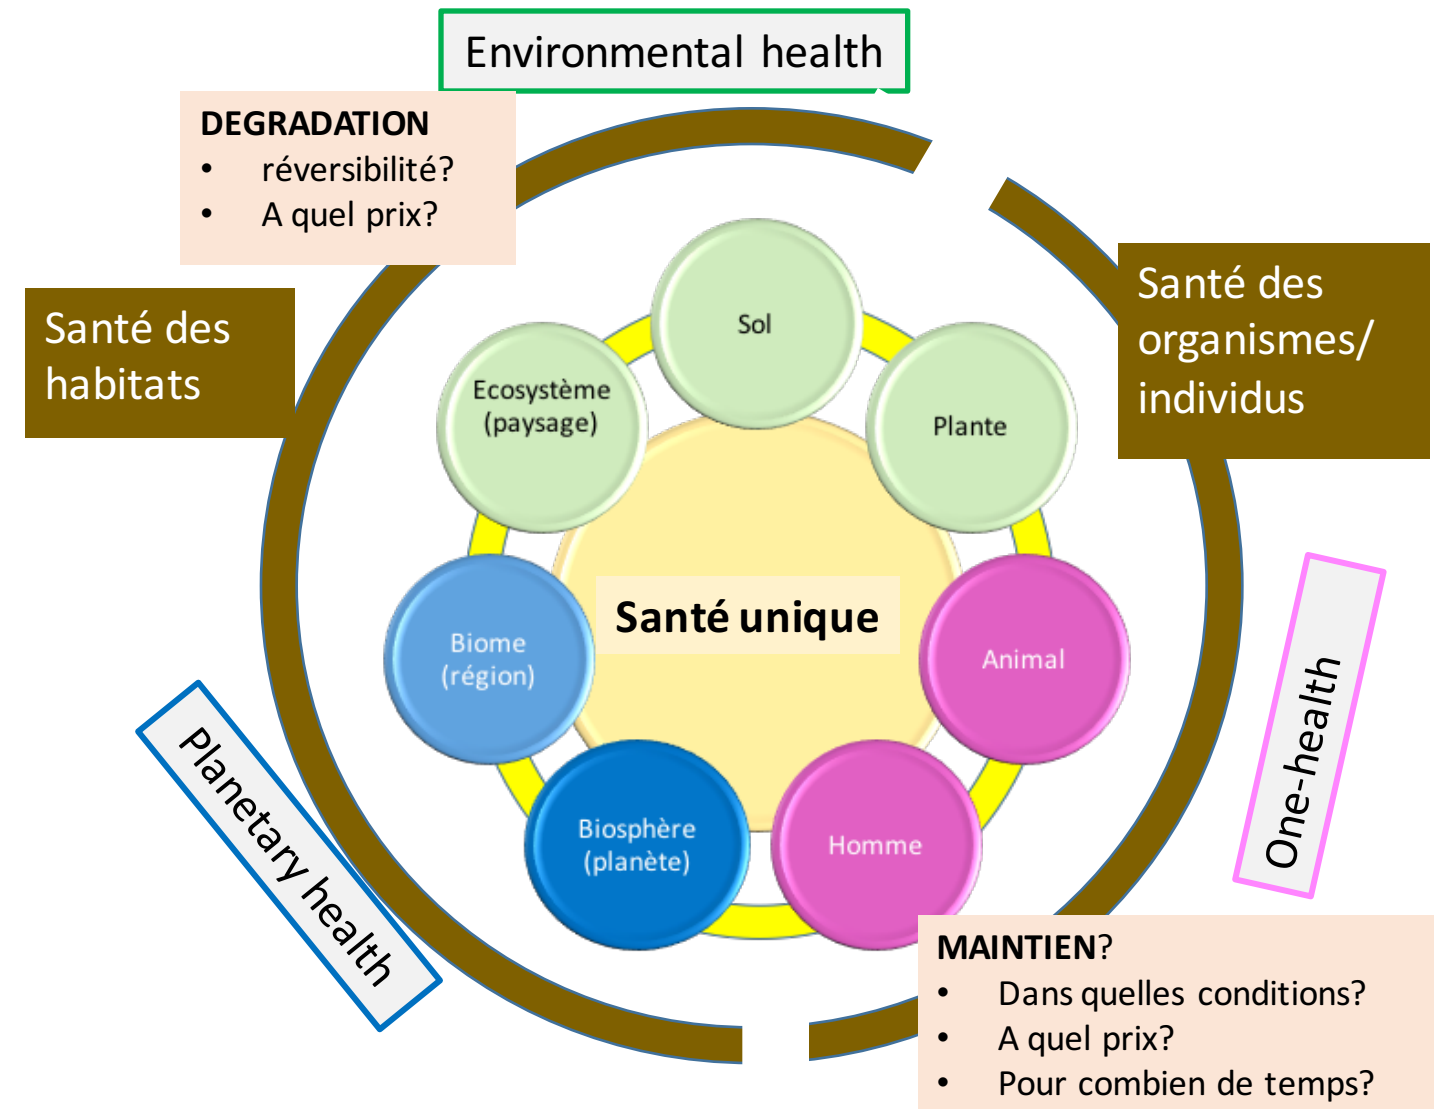 Environmental health
DEGRADATION
• réversibilité?
• A quel prix?
Santé des
habitats
Santé des
organismes/
individus
Sol
Ecosystème
(paysage)
Plante
Santé unique
Biome
(région)
Animal
Biosphère
(planète)
Homme
Planetary health
One-health
MAINTIEN?
• Dans quelles conditions?
• A quel prix?
• Pour combien de temps?